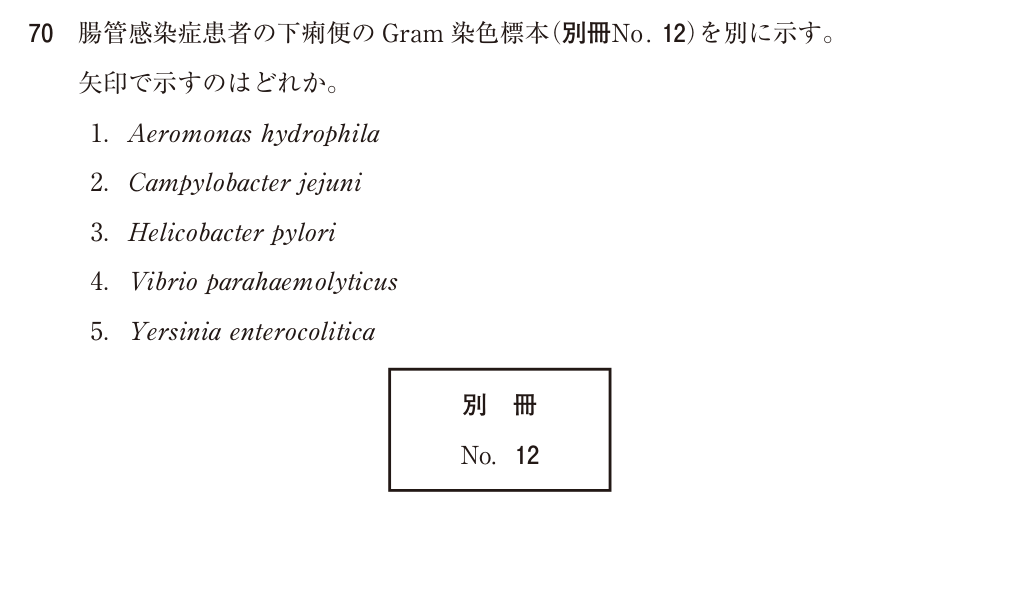 70 腸管感染症患者の下痢便の Gram 染色標本(別冊No. 12)を別に示す。
矢印で示すのはどれか。
1. Aeromonas hydrophila
2. Campylobacter jejuni
3. Helicobacter pylori
4. Vibrio parahaemolyticus
5. Yersinia enterocolitica
別 冊
No. 12